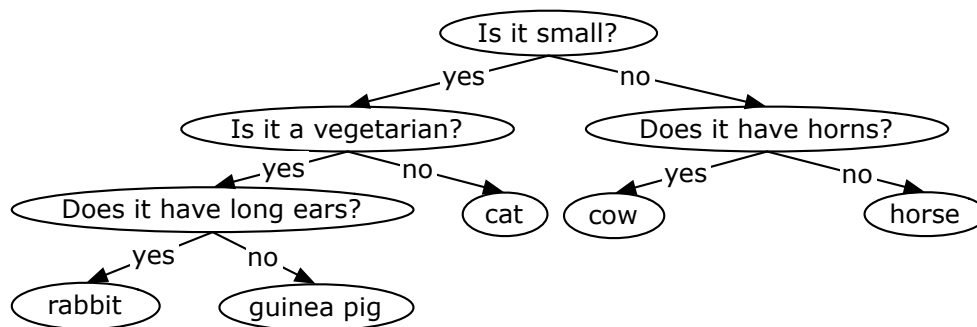 Is it small?
yes
no
Is it a vegetarian?
Does it have horns?
yes
no
yes
no
Does it have long ears?
cat
cow
horse
yes
no
rabbit
guinea pig